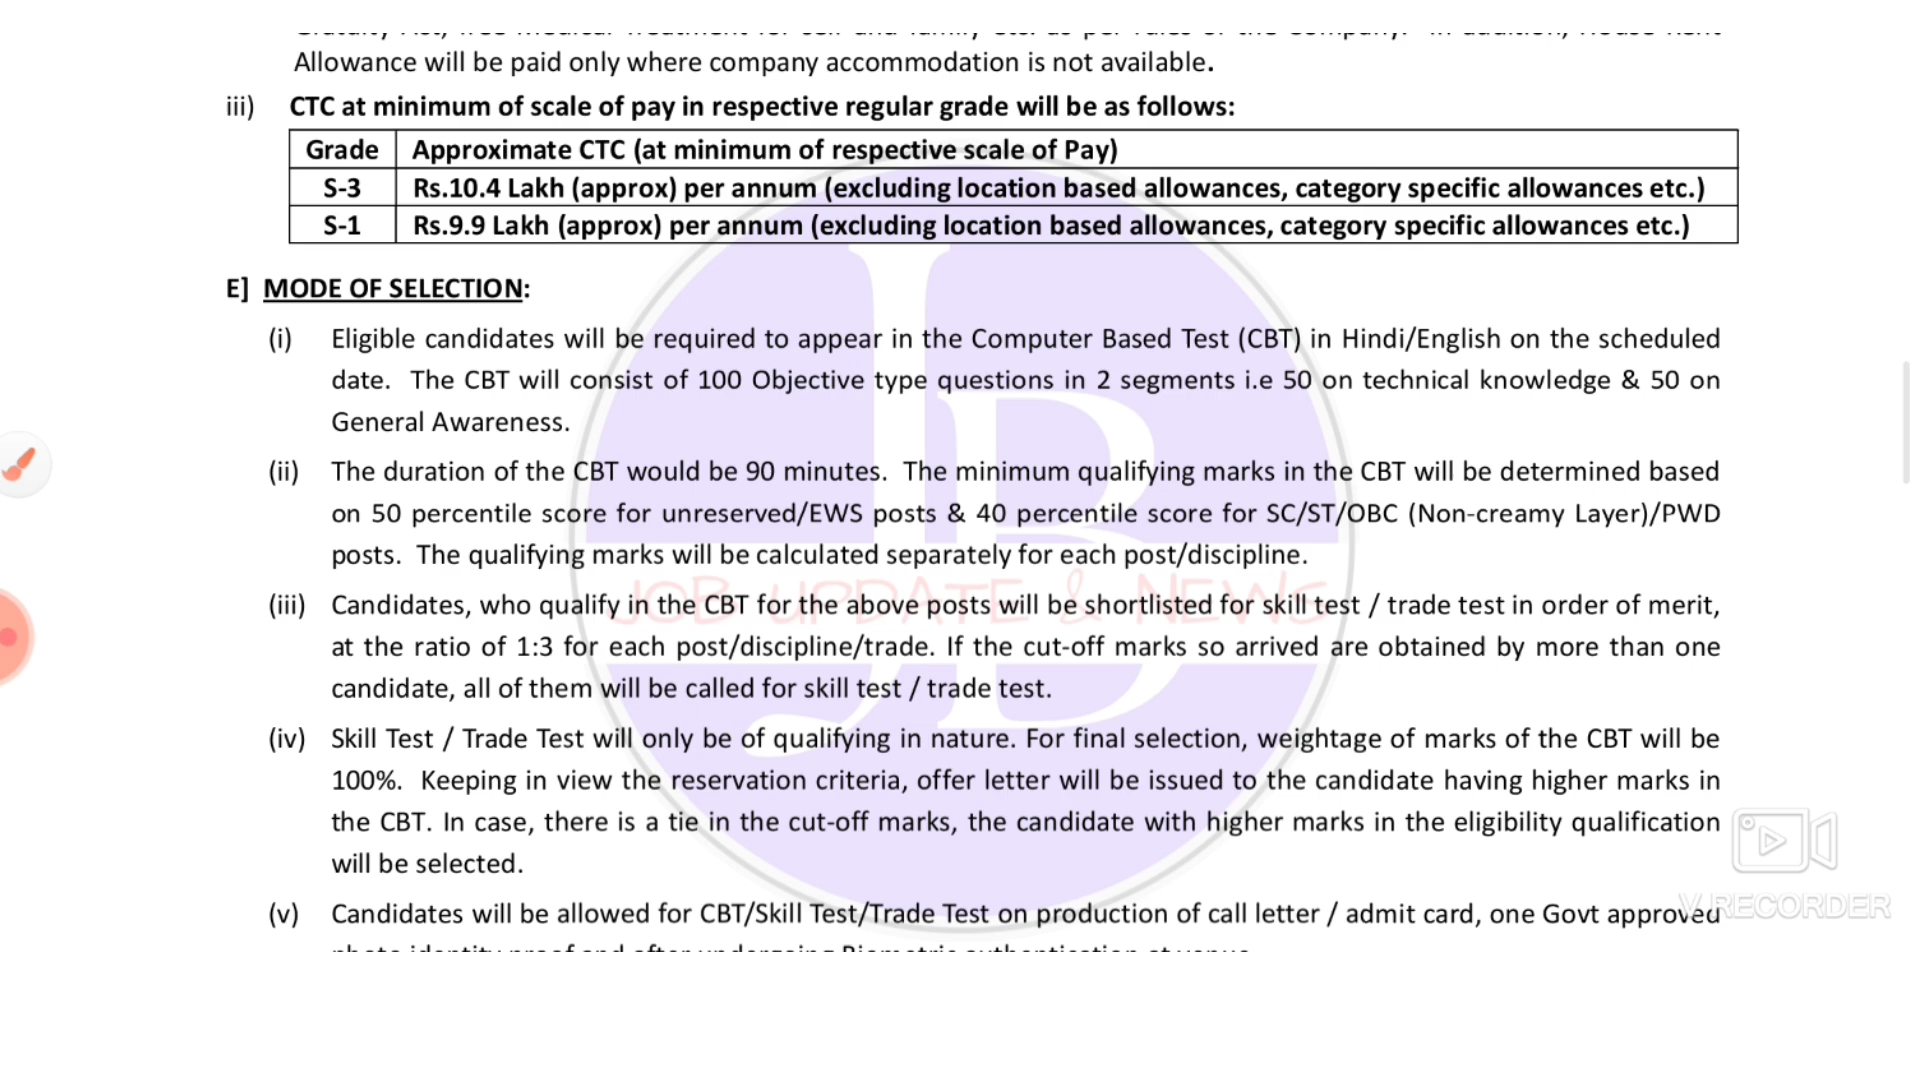 Allowance will be paid only where company accommodation is not available.
iii) CTC at minimum of scale of pay in respective regular grade will be as follows:
Grade Approximate CTC (at minimum of respective scale of Pay)
S-3 Rs.10.4 Lakh (approx) per annum (excluding location based allowances, category specific allowances etc.)
S-1 Rs.9.9 Lakh (approx) per annum (excluding location based allowances, category specific allowances etc.)
E] MODE OF SELECTION:
(i) Eligible candidates will be required to appear in the Computer Based Test (CBT) in Hindi/English on the scheduled
date. The CBT will consist of 100 Objective type questions in 2 segments i.e 50 on technical knowledge & 50 on
General Awareness.
(ii) The duration of the CBT would be 90 minutes. The minimum qualifying marks in the CBT will be determined based
on 50 percentile score for unreserved/EWS posts & 40 percentile score for SC/ST/OBC (Non-creamy Layer)/PWD
posts. The qualifying marks will be calculated separately for each post/discipline.
JOB UPDATE & NEWS
(iii) Candidates, who qualify in the CBT for the above posts will be shortlisted for skill test / trade test in order of merit,
at the ratio of 1:3 for each post/discipline/trade. If the cut-off marks so arrived are obtained by more than one
candidate, all of them will be called for skill test / trade test.
(iv) Skill Test / Trade Test will only be of qualifying in nature. For final selection, weightage of marks of the CBT will be
100%. Keeping in view the reservation criteria, offer letter will be issued to the candidate having higher marks in
the CBT. In case, there is a tie in the cut-off marks, the candidate with higher marks in the eligibility qualification
will be selected.
(v) Candidates will be allowed for CBT/Skill Test/Trade Test on production of call letter / admit card, one Govt approved
V RECORDER